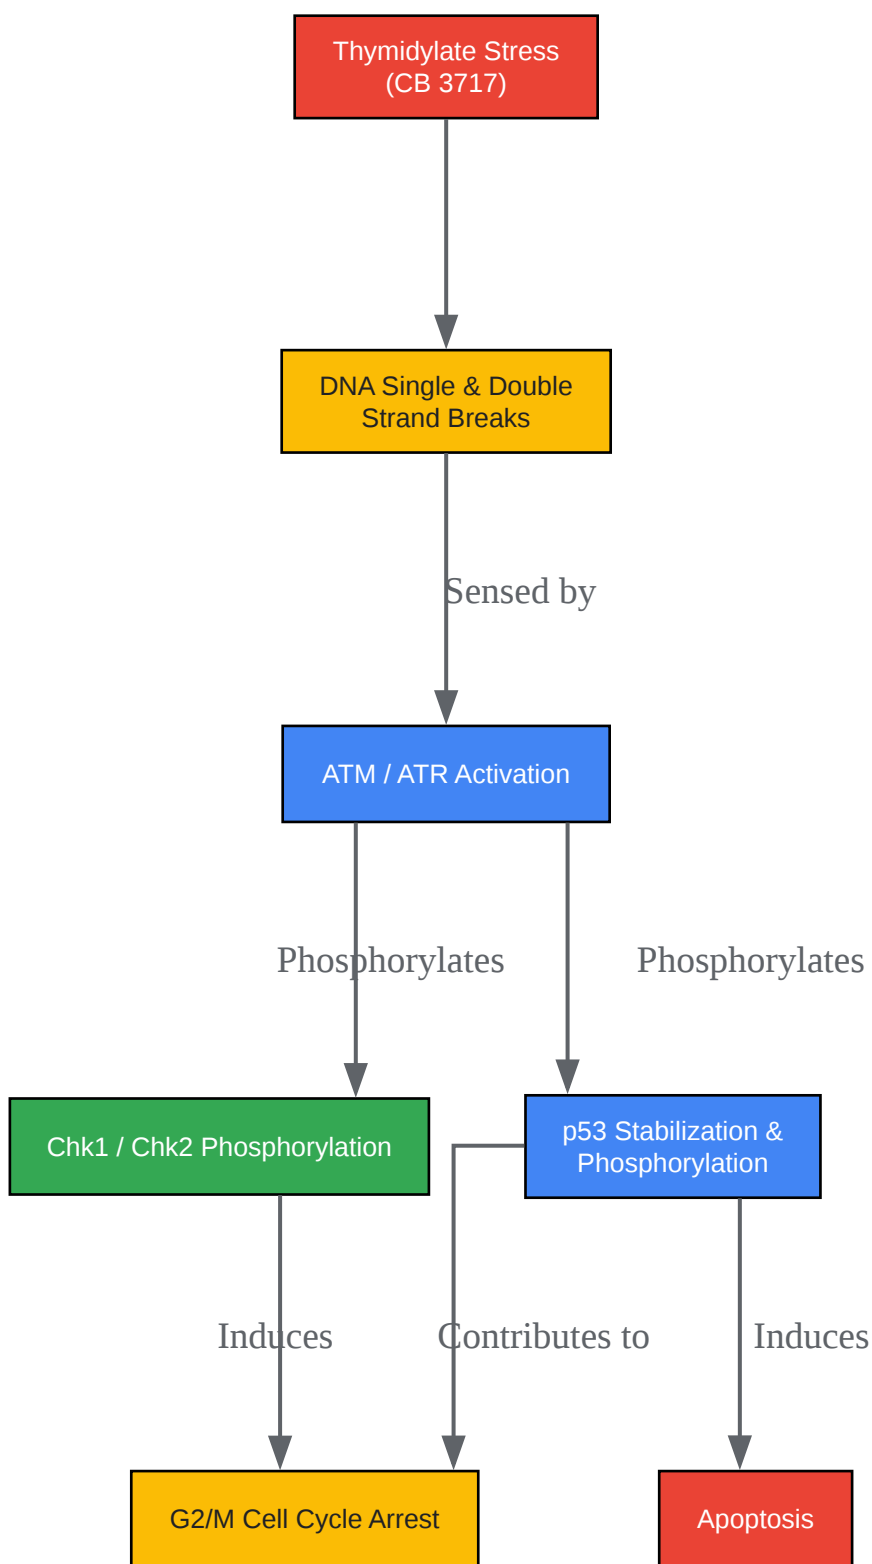 Thymidylate Stress
(CB 3717)
DNA Single & Double
Strand Breaks
Sensed by
ATM / ATR Activation
Phosphorylates
Phosphorylates
Chk1 / Chk2 Phosphorylation
p53 Stabilization &
Phosphorylation
Induces
Contributes to
Induces
G2/M Cell Cycle Arrest
Apoptosis